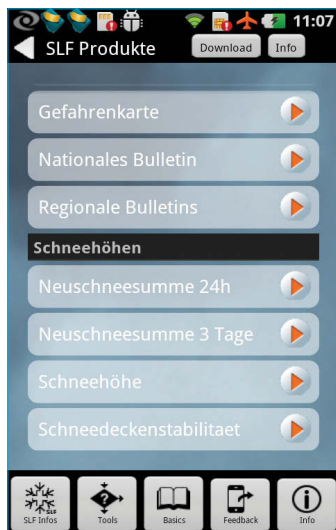 11:07
SLF Produkte
Download
Info
Gefahrenkarte
Nationales Bulletin
Regionale Bulletins
Schneehöhen
Neuschneesumme 24h
Neuschneesumme 3 Tage
Schneehöhe
Schneedeckenstabilitaet
SLF
SLF Infos
Tools
Basics
Feedback
Info